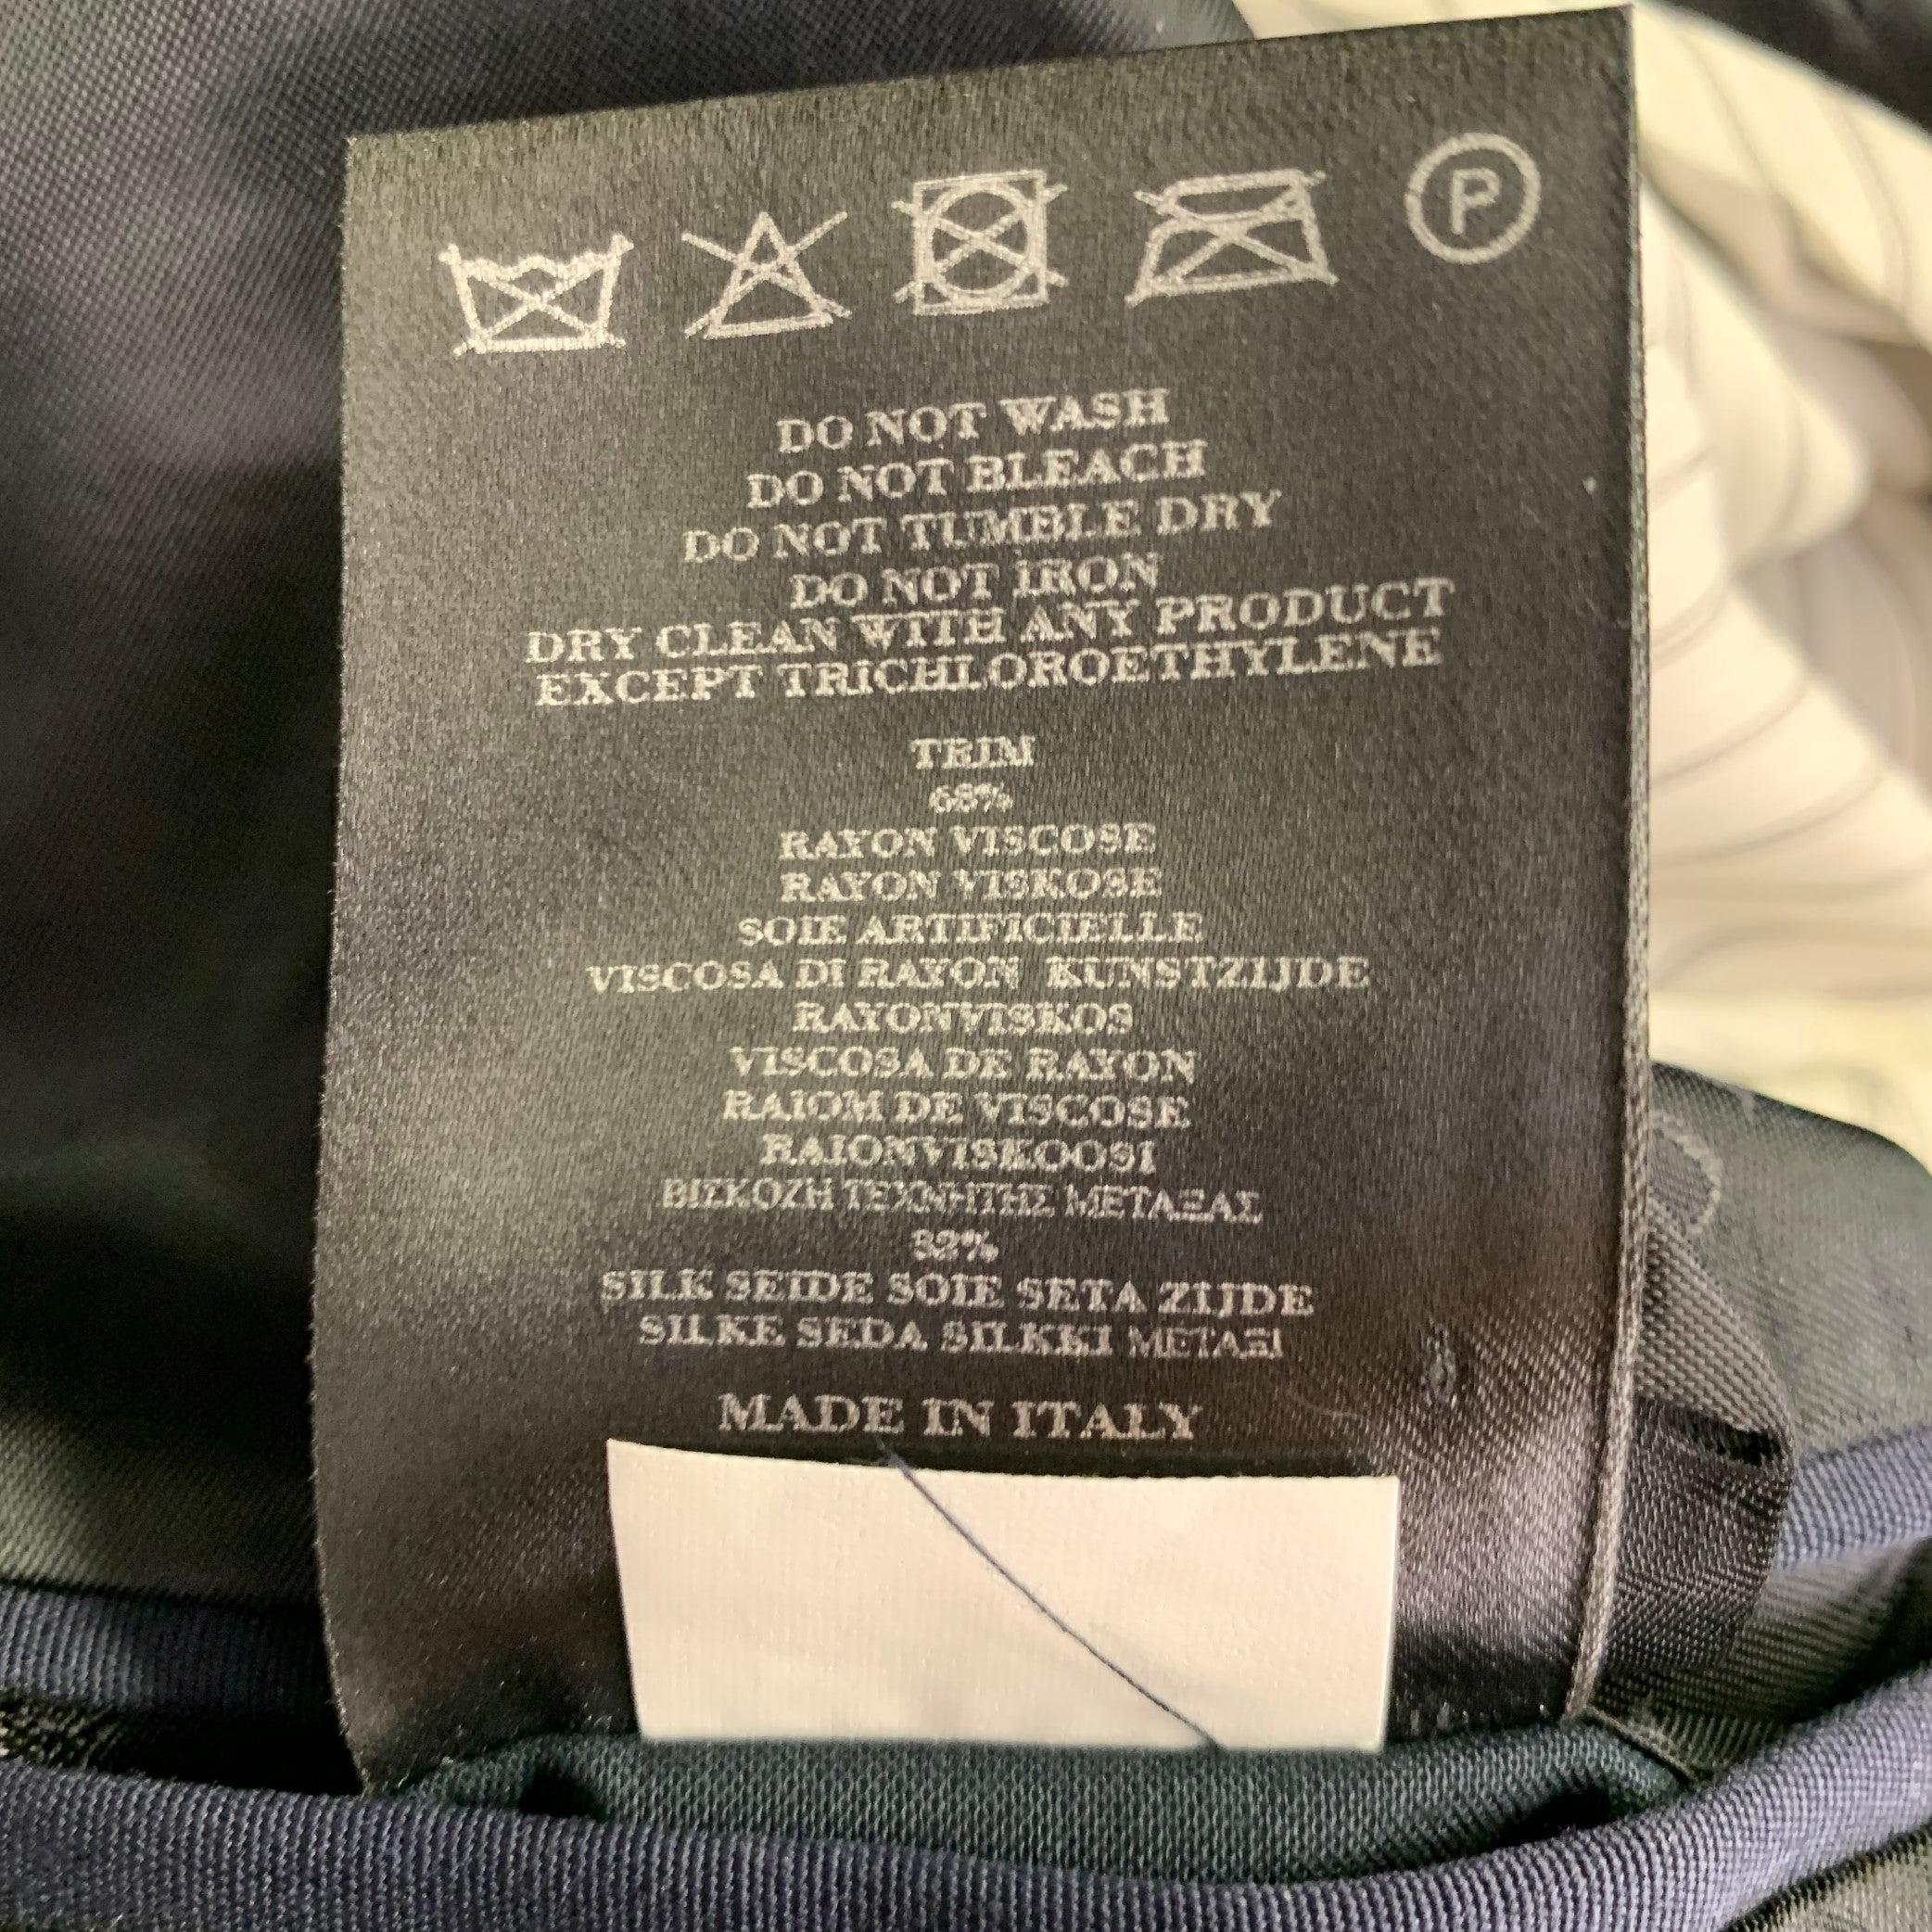 P
DO NOT WASH
DO NOT BLEACH
DO NOT TUMBLE DRY
DO NOT IRON
DRY CLEAN WITH ANY PRODUCT
EXCEPT TRICHLOROETHYLENE
TRIM
68%
RAYON VISCOSE
RAYON VISKOSE
SOIE ARTIFICIELLE
VISCOSA DI RAYON KUNSTZIJDE
RAYONVISKOS
VISCOSA DE RAYON
RAIOM DE VISCOSE
RAIONVISKOOSI
ΒΙΣΚΟΖΗ ΤΕΧΝΗΤΗΣ ΜΕΤΑΞΑΣ
32%
SILK SEIDE SOIE SETA ZIJDE
SILKE SEDA SILKKI ΜΕΤΑΞΙ
MADE IN ITALY